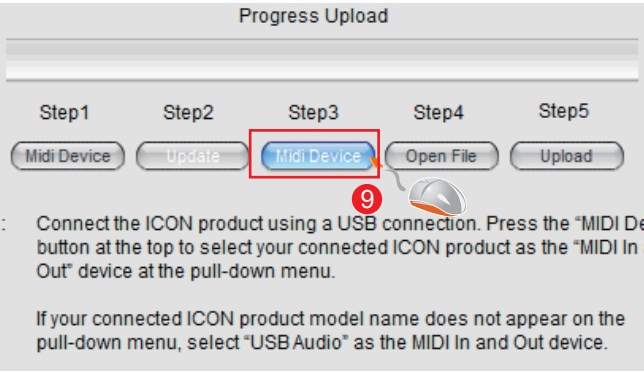 Progress Upload
Step1 Step2 Step3 Step4 Step5
Midi Device Update Midi Device Open File Upload
9
: Connect the ICON product using a USB connection. Press the “MIDI De
button at the top to select your connected ICON product as the “MIDI In
Out” device at the pull-down menu.
If your connected ICON product model name does not appear on the
pull-down menu, select “USB Audio” as the MIDI In and Out device.